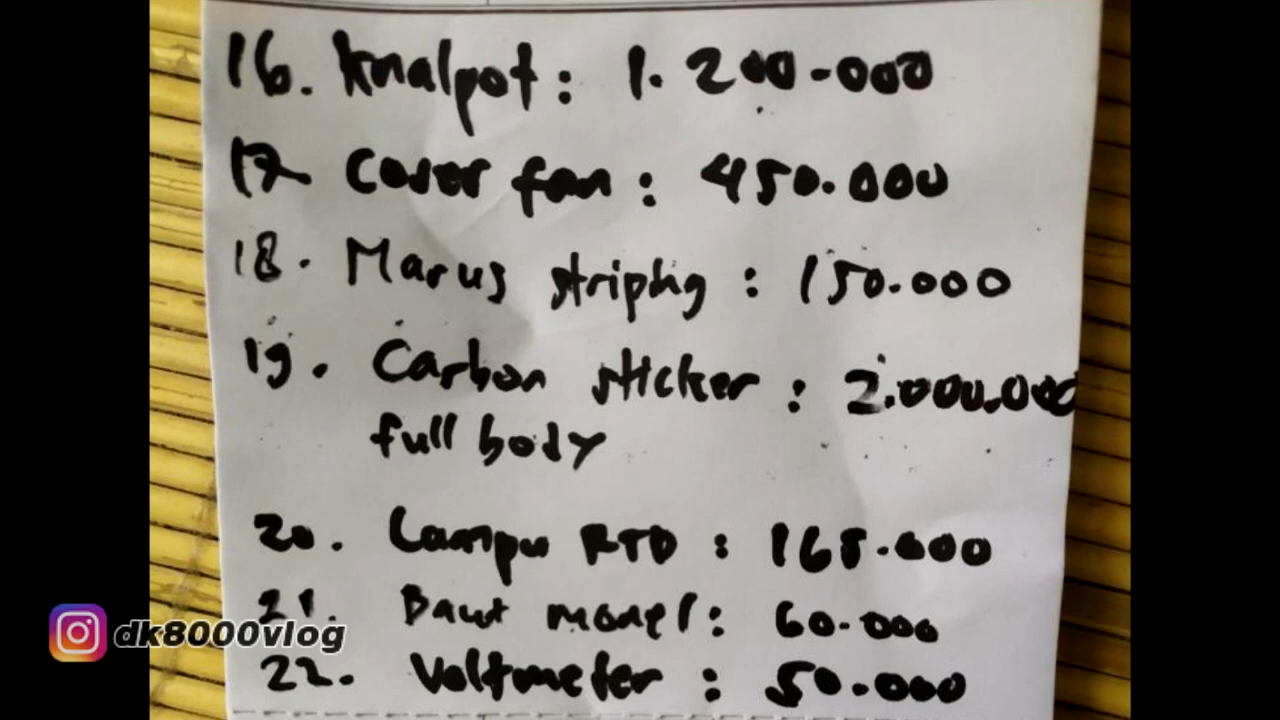 16. Knalpot : 1.200.000
17 Cover fan : 450.000
18. Marus striping : 150.000
19. Carbon sticker : 2.000.000
full body
20. Lampu RTD : 165.000
21. Baut monel : 60.000
22. Voltmeter : 50.000
dk8000vlog